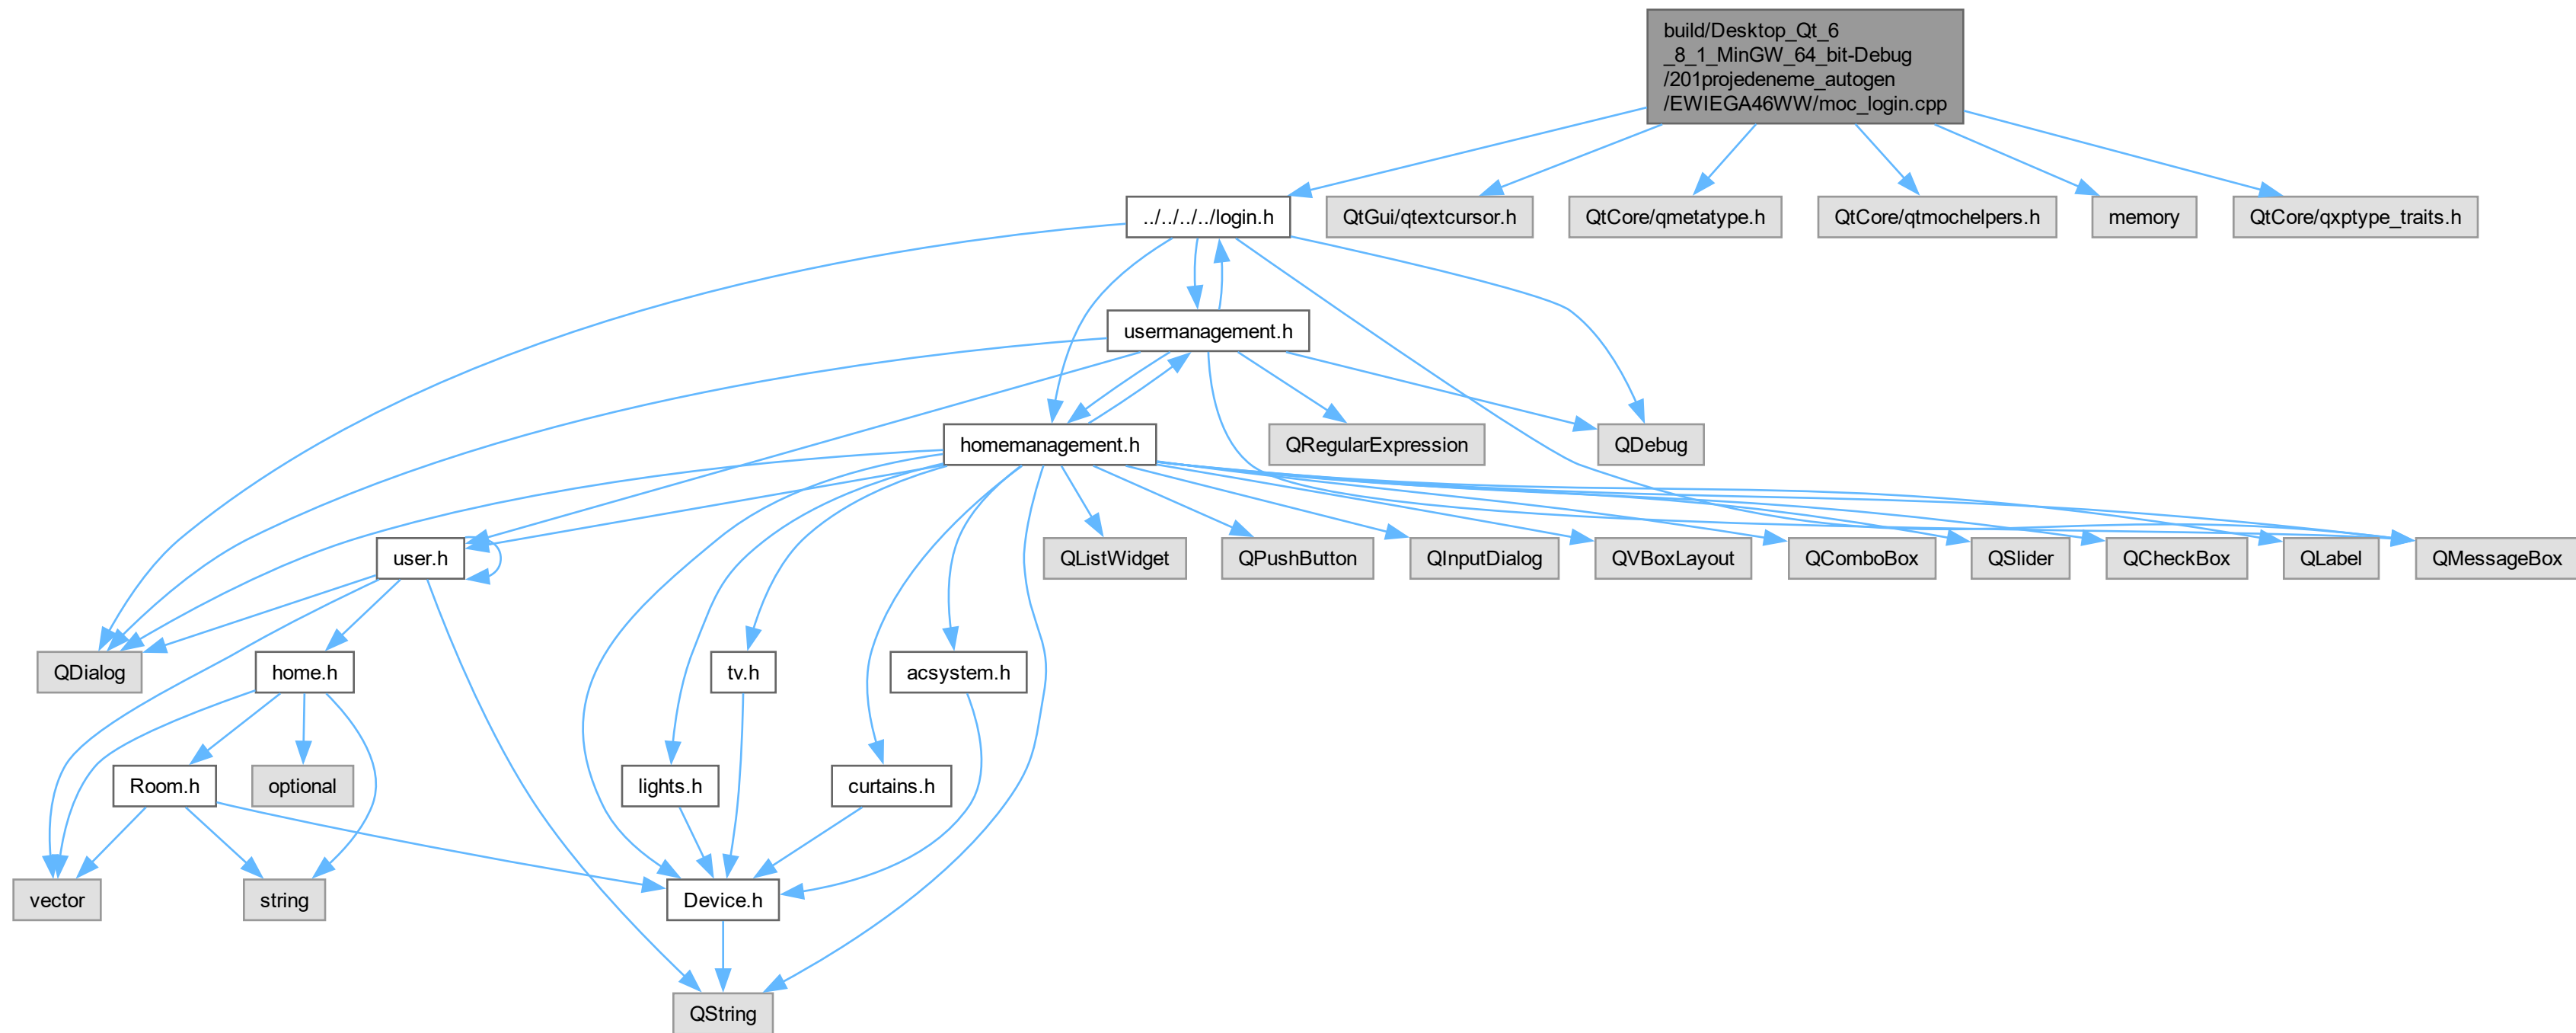 build/Desktop_Qt_6
_8_1_MinGW_64_bit-Debug
/201projedeneme_autogen
/EWIEGA46WW/moc_login.cpp
../../../../login.h
QtGui/qtextcursor.h
QtCore/qmetatype.h
QtCore/qtmochelpers.h
memory
QtCore/qxptype_traits.h
usermanagement.h
homemanagement.h
QRegularExpression
QDebug
user.h
QListWidget
QPushButton
QInputDialog
QVBoxLayout
QComboBox
QSlider
QCheckBox
QLabel
QMessageBox
QDialog
home.h
tv.h
acsystem.h
Room.h
optional
lights.h
curtains.h
vector
string
Device.h
QString